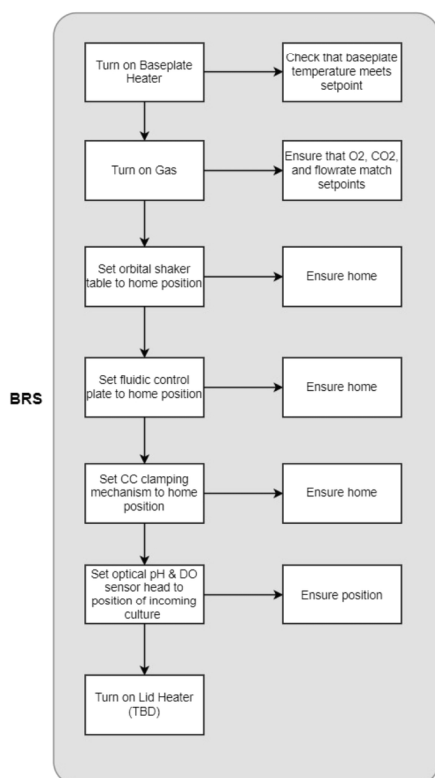 Turn on Baseplate
Heater
Check that baseplate
temperature meets
setpoint
Turn on Gas
Ensure that O2, CO2,
and flowrate match
setpoints
Set orbital shaker
table to home position
Ensure home
Set fluidic control
plate to home position
Ensure home
BRS
Set CC clamping
mechanism to home
position
Ensure home
Set optical pH & DO
sensor head to
position of incoming
culture
Ensure position
Turn on Lid Heater
(TBD)